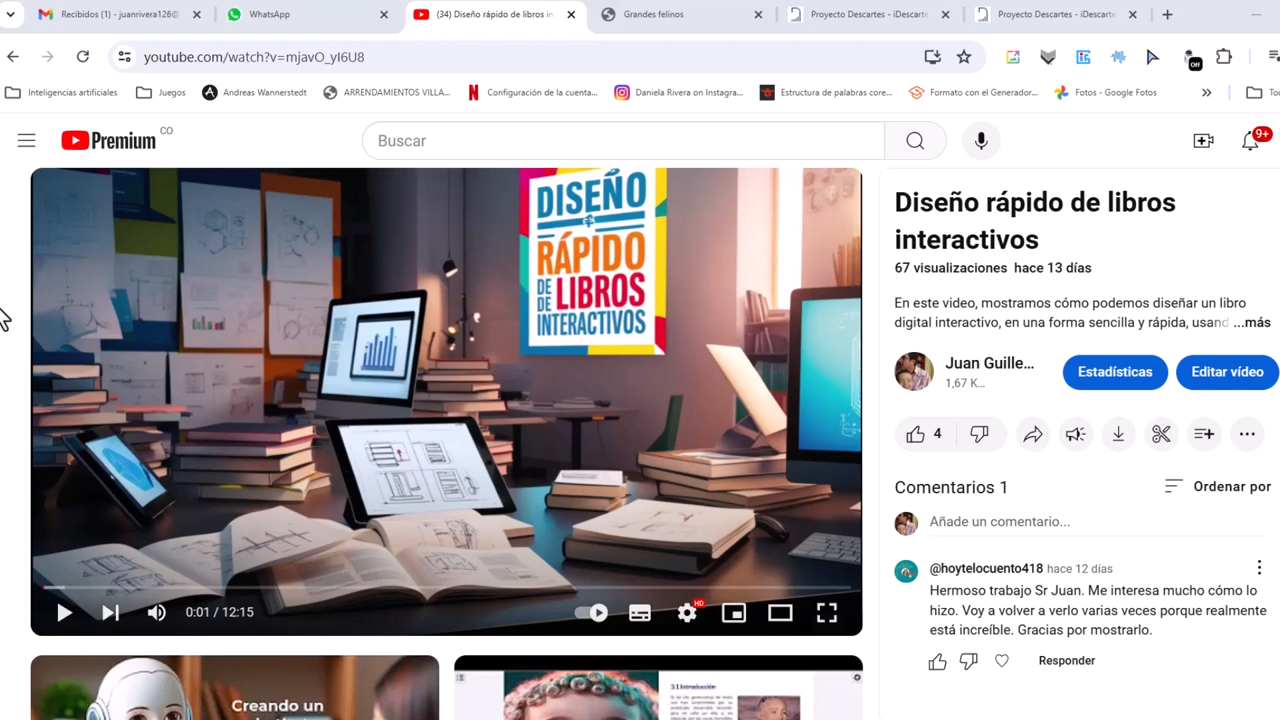 Recibidos (1) - juanrivera126@
WhatsApp
(34) Diseño rápido de libros in
Grandes felinos
Proyecto Descartes - iDescarte
Proyecto Descartes - iDescarte
youtube.com/watch?v=mjavO_yI6U8
Off
Inteligencias artificiales
Juegos
Andreas Wannerstedt
ARRENDAMIENTOS VILLA...
Configuración de la cuenta...
Daniela Rivera on Instagra...
Estructura de palabras core...
Formato con el Generador...
Fotos - Google Fotos
Premium CO
Buscar
9+
DISEÑO
RÁPIDO
DE
DE LIBROS
INTERACTIVOS
Diseño rápido de libros
interactivos
67 visualizaciones hace 13 días
En este video, mostramos cómo podemos diseñar un libro
digital interactivo, en una forma sencilla y rápida, usand ...más
Juan Guille...
1,67 K...
Estadísticas
Editar vídeo
4
Comentarios 1
Ordenar por
Añade un comentario...
@hoytelocuento418 hace 12 días
Hermoso trabajo Sr Juan. Me interesa mucho cómo lo
hizo. Voy a volver a verlo varias veces porque realmente
está increíble. Gracias por mostrarlo.
Responder
0:01 / 12:15
HD
Creando un
3.1 Introducción